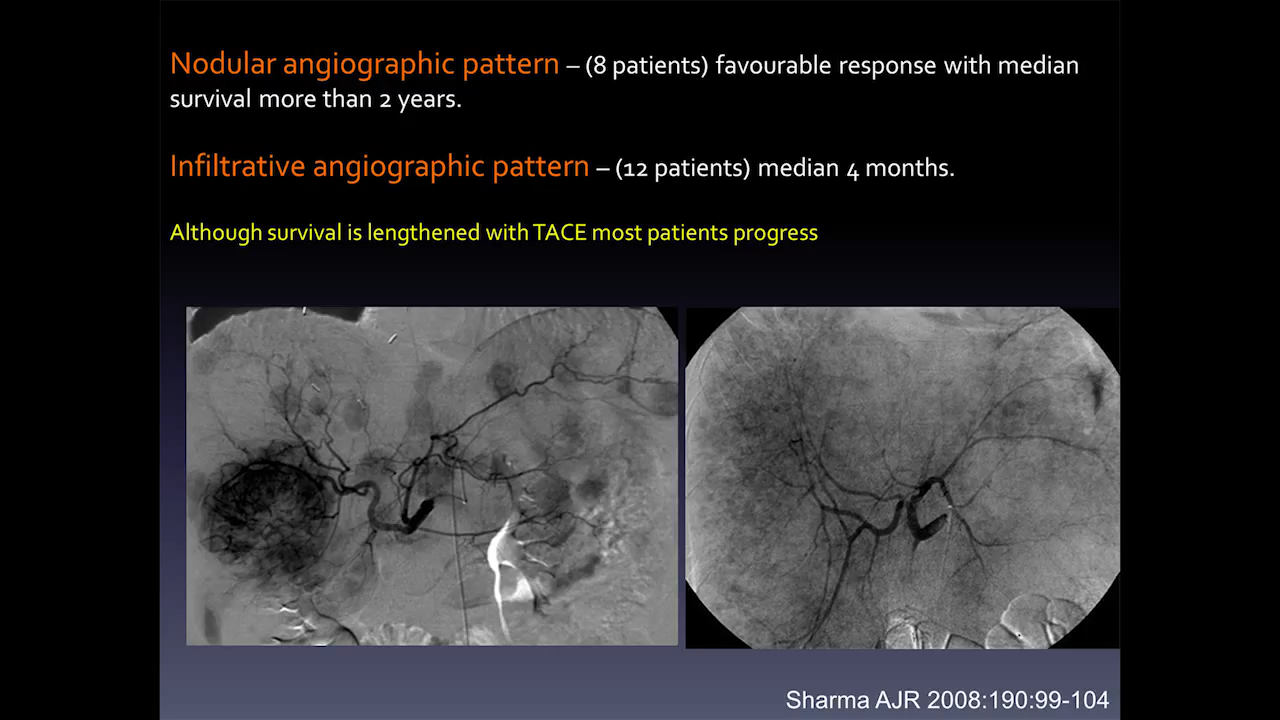 Nodular angiographic pattern – (8 patients) favourable response with median
survival more than 2 years.
Infiltrative angiographic pattern – (12 patients) median 4 months.
Although survival is lengthened with TACE most patients progress
Sharma AJR 2008:190:99-104